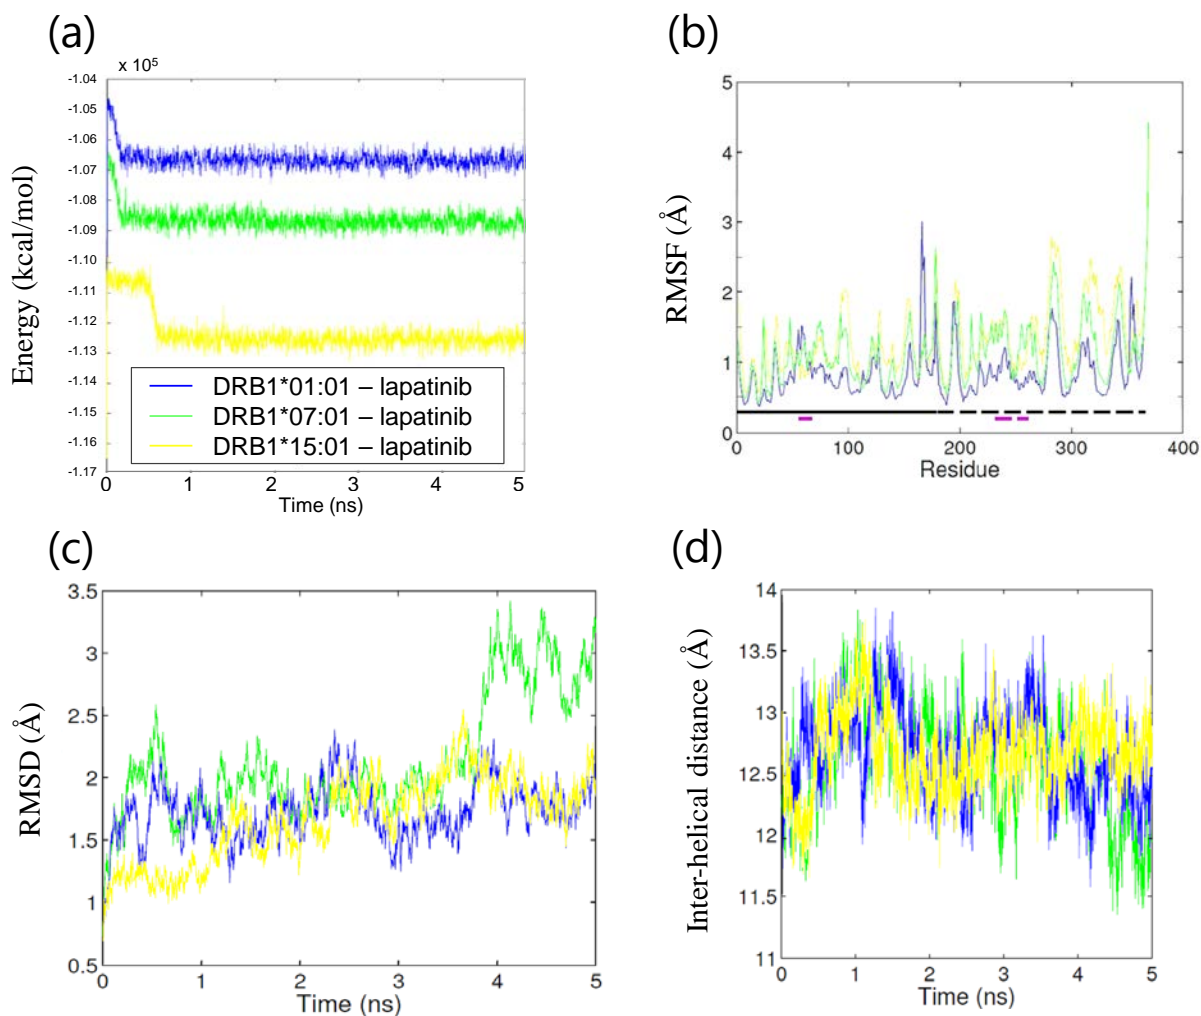 (a)
x 10⁵
-1.04
-1.05
-1.06
-1.07
-1.08
-1.09
-1.10
-1.11
-1.12
-1.13
-1.14
-1.15
-1.16
-1.17
Energy (kcal/mol)
DRB1*01:01 – lapatinib
DRB1*07:01 – lapatinib
DRB1*15:01 – lapatinib
0 1 2 3 4 5
Time (ns)
(b)
5
4
3
2
1
0
RMSF (Å)
0 100 200 300 400
Residue
(c)
3.5
3
2.5
2
1.5
1
0.5
RMSD (Å)
0 1 2 3 4 5
Time (ns)
(d)
14
13.5
13
12.5
12
11.5
11
Inter-helical distance (Å)
0 1 2 3 4 5
Time (ns)